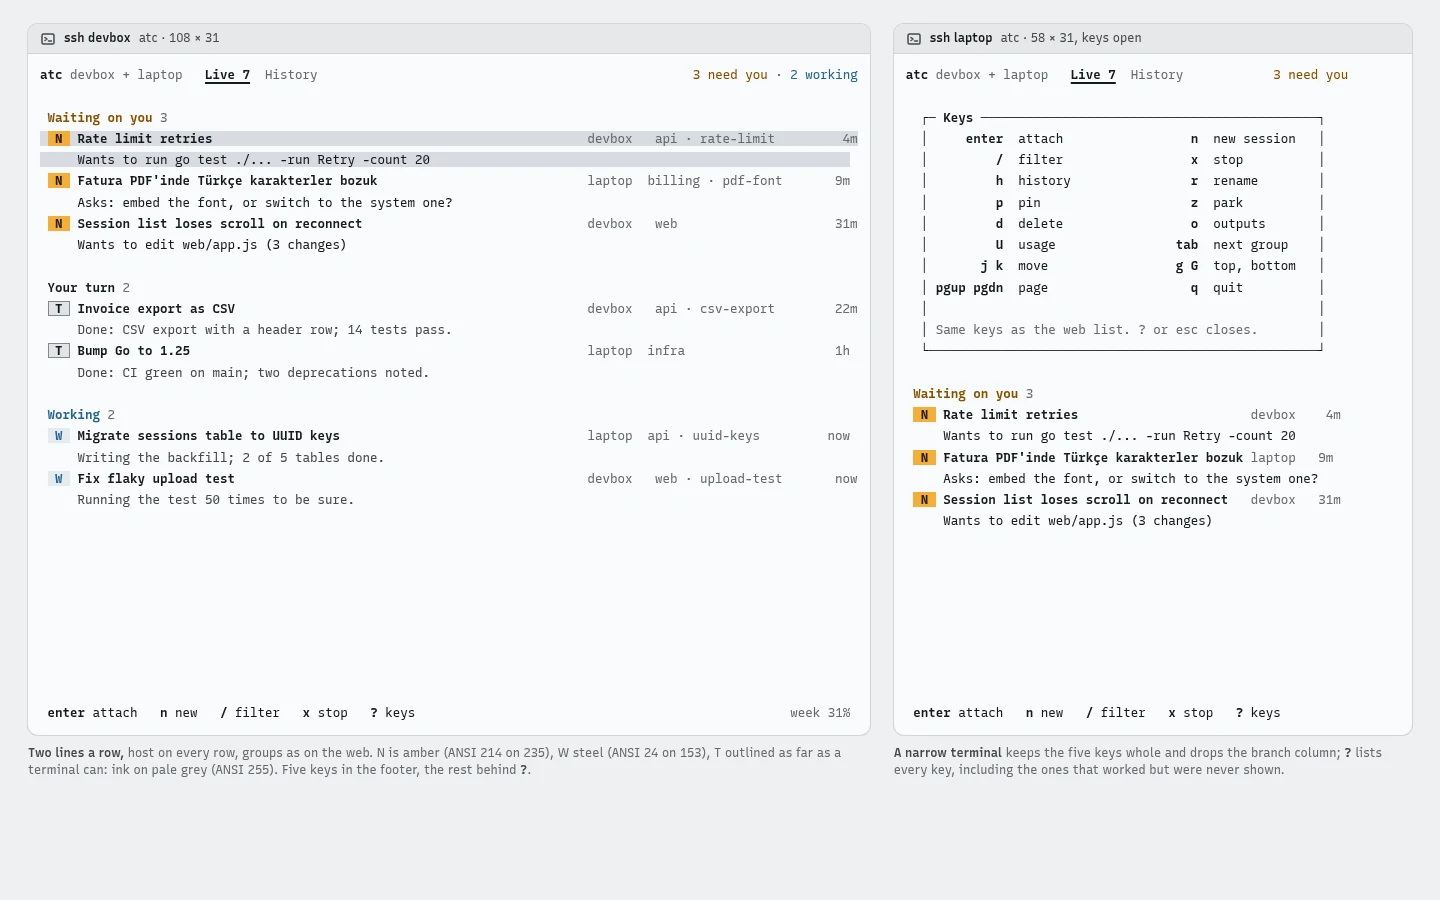 ssh devbox atc · 108 × 31
atc devbox + laptop Live 7 History 3 need you · 2 working
Waiting on you 3
N Rate limit retries devbox api · rate-limit 4m
Wants to run go test ./... -run Retry -count 20
N Fatura PDF'inde Türkçe karakterler bozuk laptop billing · pdf-font 9m
Asks: embed the font, or switch to the system one?
N Session list loses scroll on reconnect devbox web 31m
Wants to edit web/app.js (3 changes)
Your turn 2
T Invoice export as CSV devbox api · csv-export 22m
Done: CSV export with a header row; 14 tests pass.
T Bump Go to 1.25 laptop infra 1h
Done: CI green on main; two deprecations noted.
Working 2
W Migrate sessions table to UUID keys laptop api · uuid-keys now
Writing the backfill; 2 of 5 tables done.
W Fix flaky upload test devbox web · upload-test now
Running the test 50 times to be sure.
enter attach n new / filter x stop ? keys week 31%
Two lines a row, host on every row, groups as on the web. N is amber (ANSI 214 on 235), W steel (ANSI 24 on 153), T outlined as far as a
terminal can: ink on pale grey (ANSI 255). Five keys in the footer, the rest behind ?.
ssh laptop atc · 58 × 31, keys open
atc devbox + laptop Live 7 History 3 need you
Keys
enter attach n new session
/ filter x stop
h history r rename
p pin z park
d delete o outputs
U usage tab next group
j k move g G top, bottom
pgup pgdn page q quit
Same keys as the web list. ? or esc closes.
Waiting on you 3
N Rate limit retries devbox 4m
Wants to run go test ./... -run Retry -count 20
N Fatura PDF'inde Türkçe karakterler bozuk laptop 9m
Asks: embed the font, or switch to the system one?
N Session list loses scroll on reconnect devbox 31m
Wants to edit web/app.js (3 changes)
enter attach n new / filter x stop ? keys
A narrow terminal keeps the five keys whole and drops the branch column; ? lists
every key, including the ones that worked but were never shown.